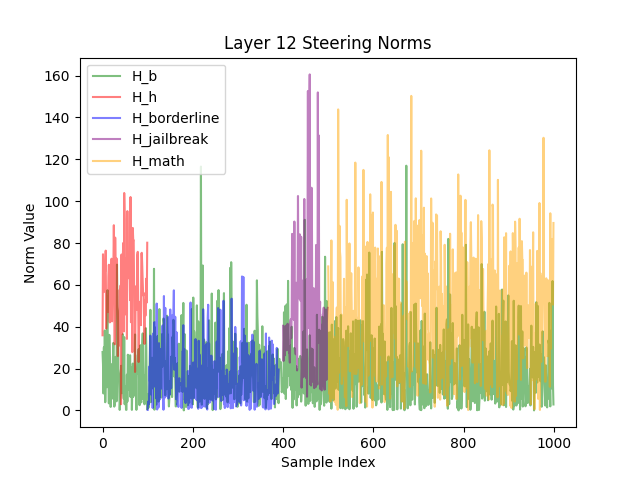 Layer 12 Steering Norms
H_b
H_h
H_borderline
H_jailbreak
H_math
Norm Value
160
140
120
100
80
60
40
20
0
0 200 400 600 800 1000
Sample Index